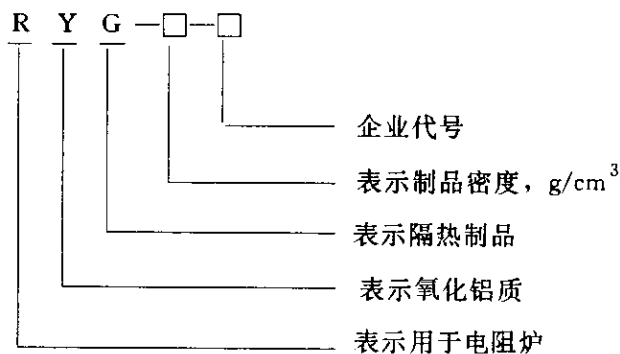 R Y G —□—□
企业代号
表示制品密度，g/cm³
表示隔热制品
表示氧化铝质
表示用于电阻炉